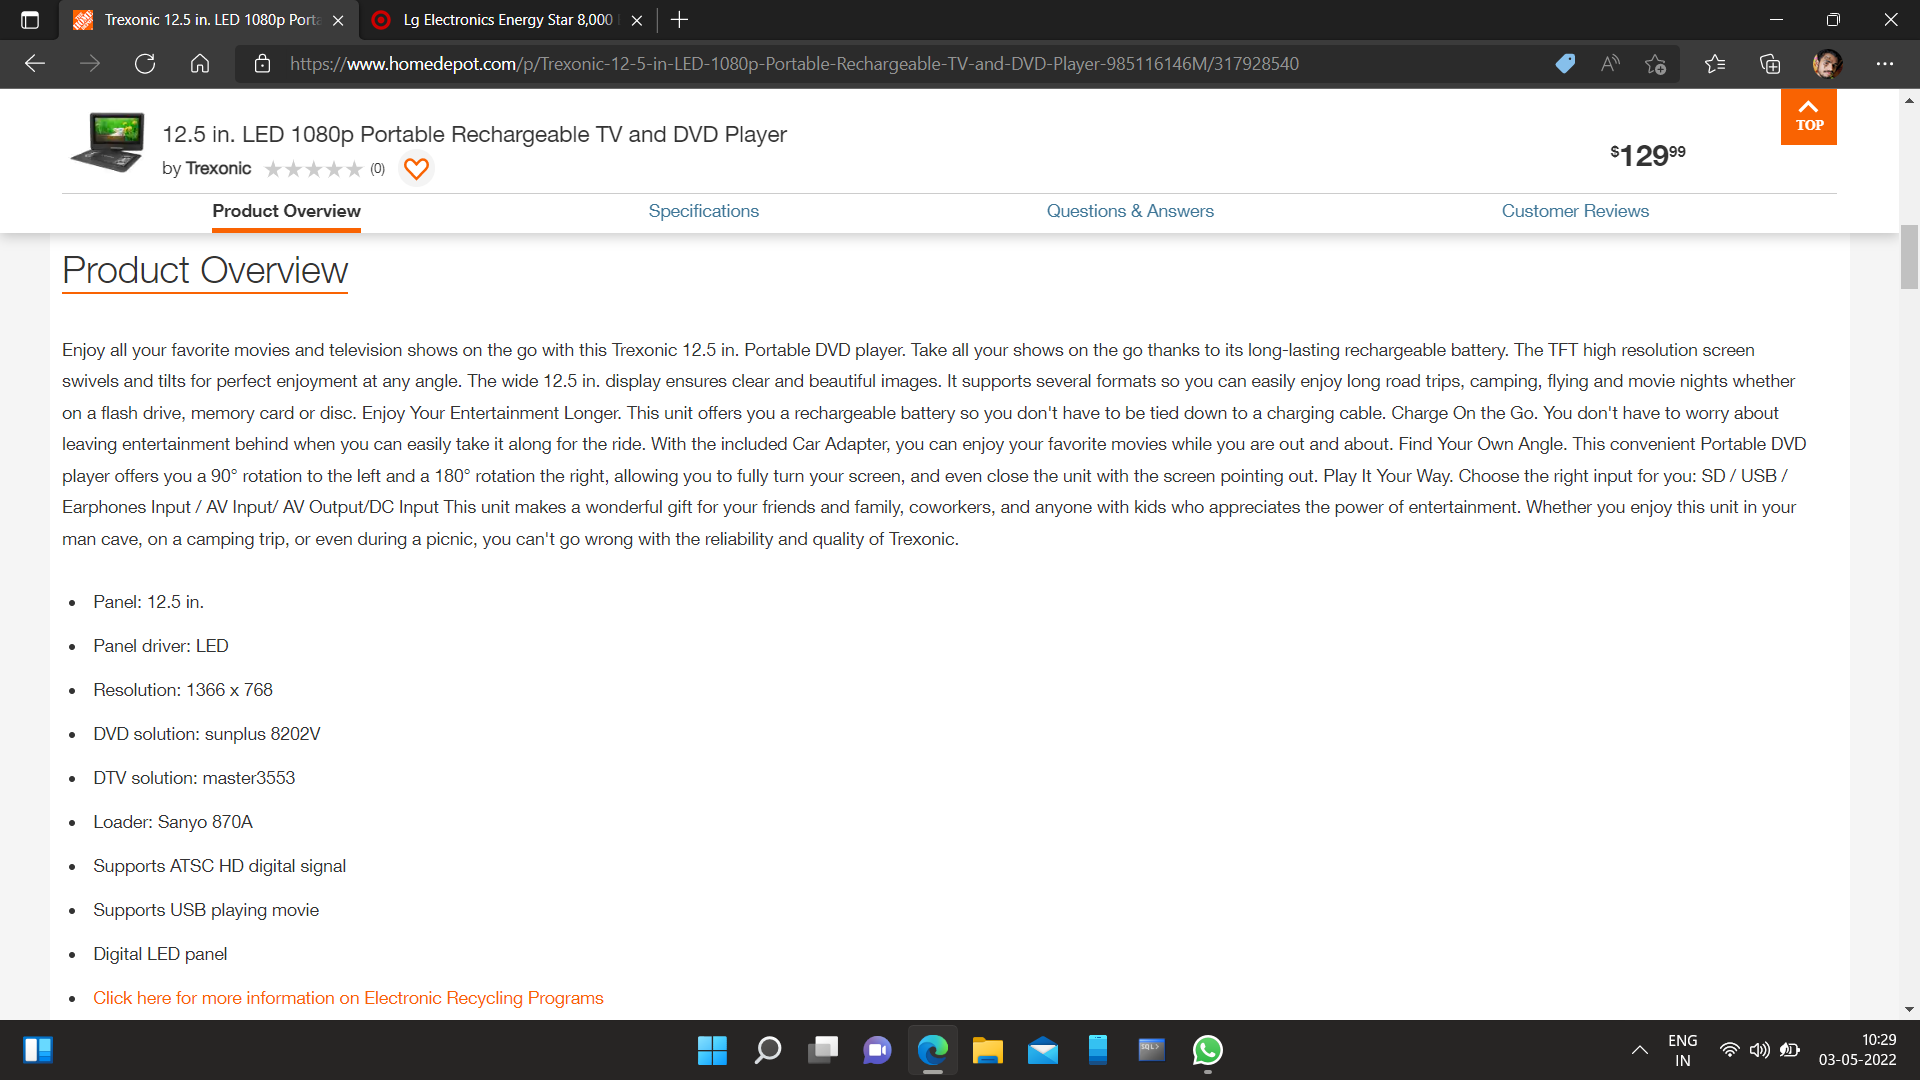 Trexonic 12.5 in. LED 1080p Porta
Lg Electronics Energy Star 8,000
https://www.homedepot.com/p/Trexonic-12-5-in-LED-1080p-Portable-Rechargeable-TV-and-DVD-Player-985116146M/317928540
12.5 in. LED 1080p Portable Rechargeable TV and DVD Player
by Trexonic (0)
$129 99
TOP
Product Overview
Specifications
Questions & Answers
Customer Reviews
Product Overview
Enjoy all your favorite movies and television shows on the go with this Trexonic 12.5 in. Portable DVD player. Take all your shows on the go thanks to its long-lasting rechargeable battery. The TFT high resolution screen
swivels and tilts for perfect enjoyment at any angle. The wide 12.5 in. display ensures clear and beautiful images. It supports several formats so you can easily enjoy long road trips, camping, flying and movie nights whether
on a flash drive, memory card or disc. Enjoy Your Entertainment Longer. This unit offers you a rechargeable battery so you don't have to be tied down to a charging cable. Charge On the Go. You don't have to worry about
leaving entertainment behind when you can easily take it along for the ride. With the included Car Adapter, you can enjoy your favorite movies while you are out and about. Find Your Own Angle. This convenient Portable DVD
player offers you a 90° rotation to the left and a 180° rotation the right, allowing you to fully turn your screen, and even close the unit with the screen pointing out. Play It Your Way. Choose the right input for you: SD / USB /
Earphones Input / AV Input/ AV Output/DC Input This unit makes a wonderful gift for your friends and family, coworkers, and anyone with kids who appreciates the power of entertainment. Whether you enjoy this unit in your
man cave, on a camping trip, or even during a picnic, you can't go wrong with the reliability and quality of Trexonic.
• Panel: 12.5 in.
• Panel driver: LED
• Resolution: 1366 x 768
• DVD solution: sunplus 8202V
• DTV solution: master3553
• Loader: Sanyo 870A
• Supports ATSC HD digital signal
• Supports USB playing movie
• Digital LED panel
• Click here for more information on Electronic Recycling Programs
SQL>
ENG
IN
10:29
03-05-2022